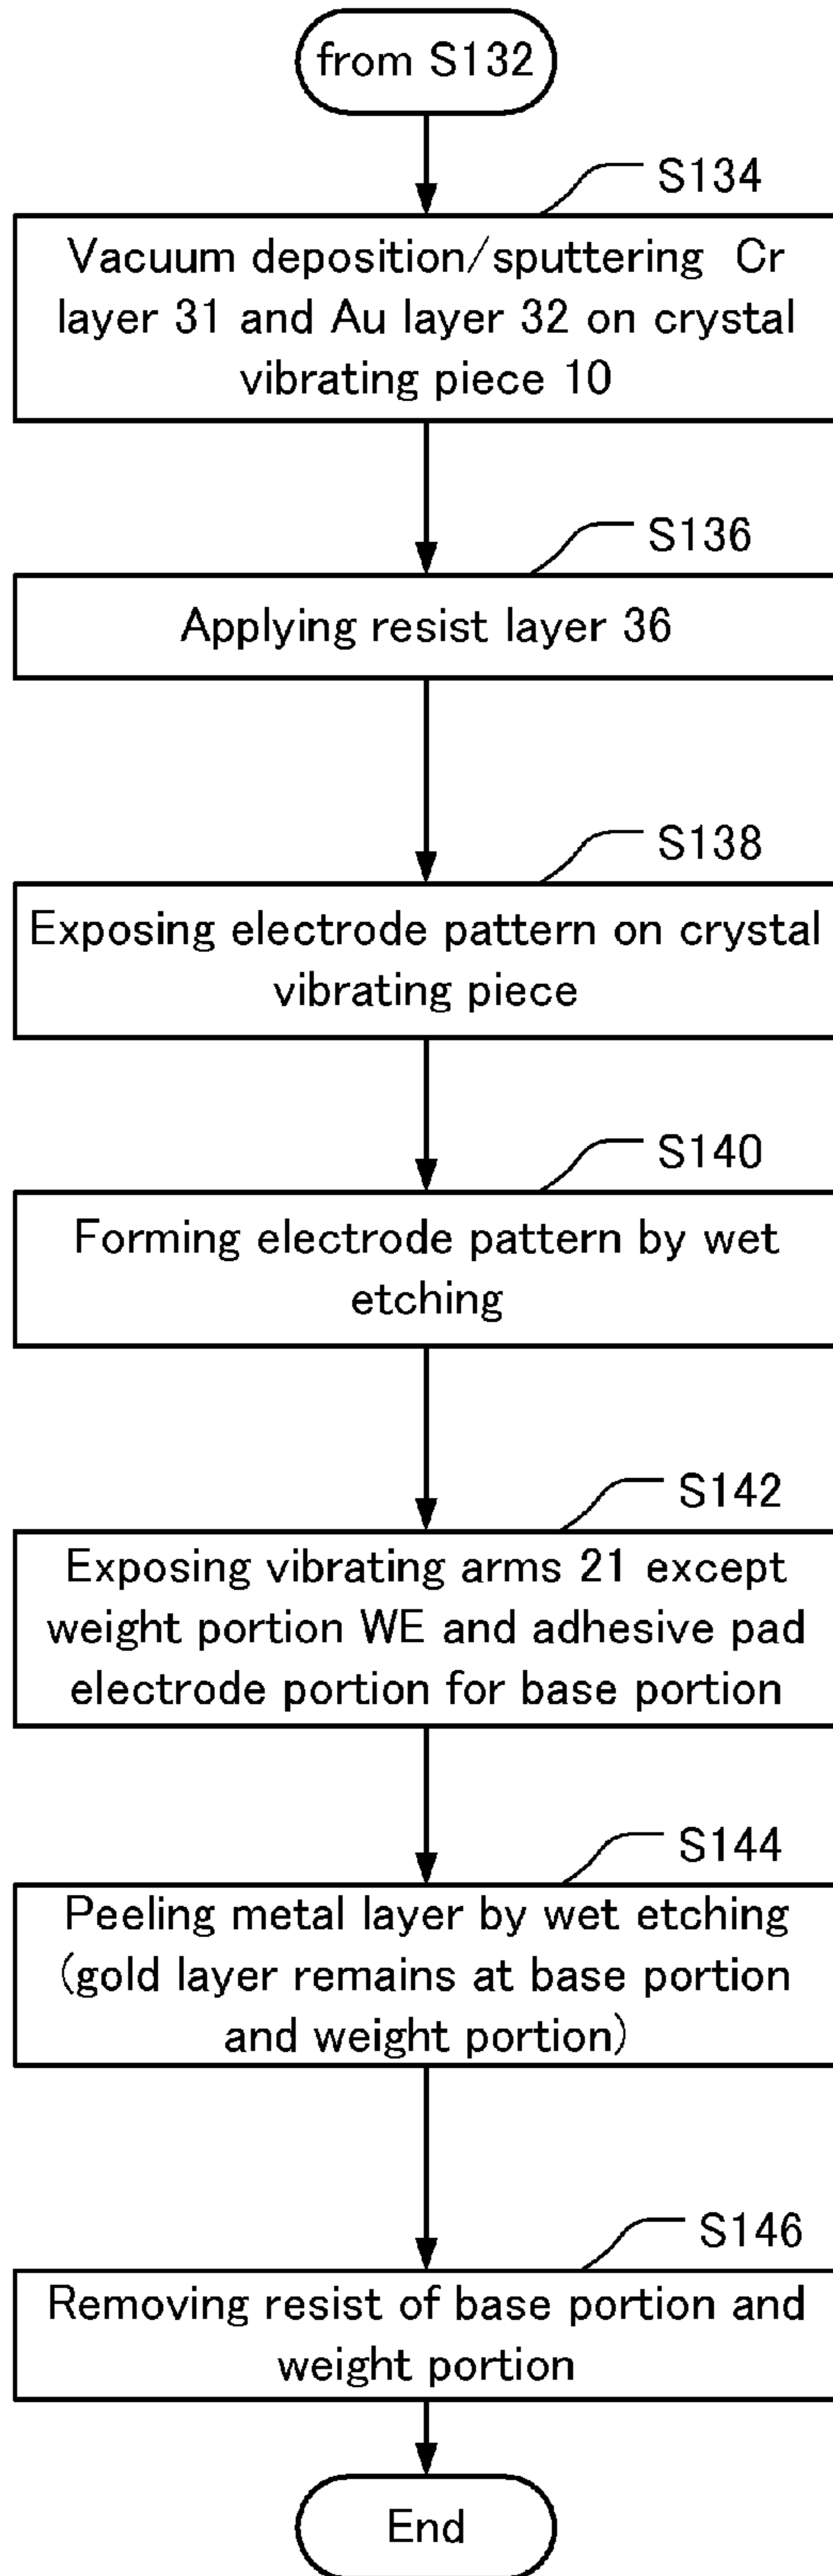 from S132
S134
Vacuum deposition/sputtering Cr
layer 31 and Au layer 32 on crystal
vibrating piece 10
S136
Applying resist layer 36
S138
Exposing electrode pattern on crystal
vibrating piece
S140
Forming electrode pattern by wet
etching
S142
Exposing vibrating arms 21 except
weight portion WE and adhesive pad
electrode portion for base portion
S144
Peeling metal layer by wet etching
(gold layer remains at base portion
and weight portion)
S146
Removing resist of base portion and
weight portion
End